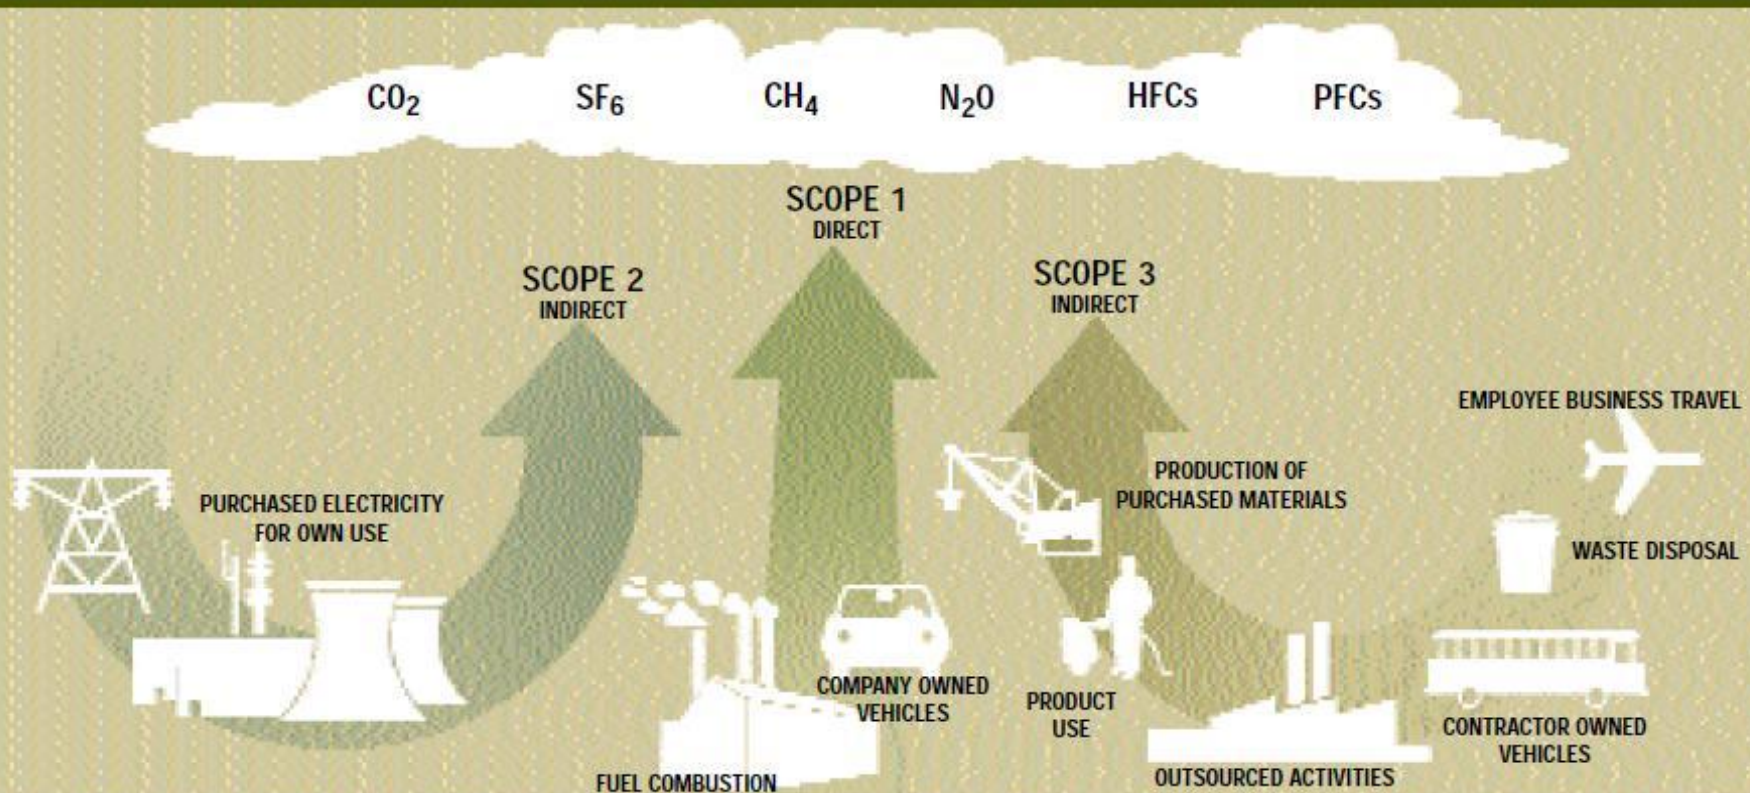 CO₂ SF₆ CH₄ N₂O HFCs PFCs
SCOPE 1
DIRECT
SCOPE 2
INDIRECT
SCOPE 3
INDIRECT
EMPLOYEE BUSINESS TRAVEL
PRODUCTION OF
PURCHASED MATERIALS
PURCHASED ELECTRICITY
FOR OWN USE
WASTE DISPOSAL
COMPANY OWNED
VEHICLES
PRODUCT
USE
CONTRACTOR OWNED
VEHICLES
FUEL COMBUSTION
OUTSOURCED ACTIVITIES